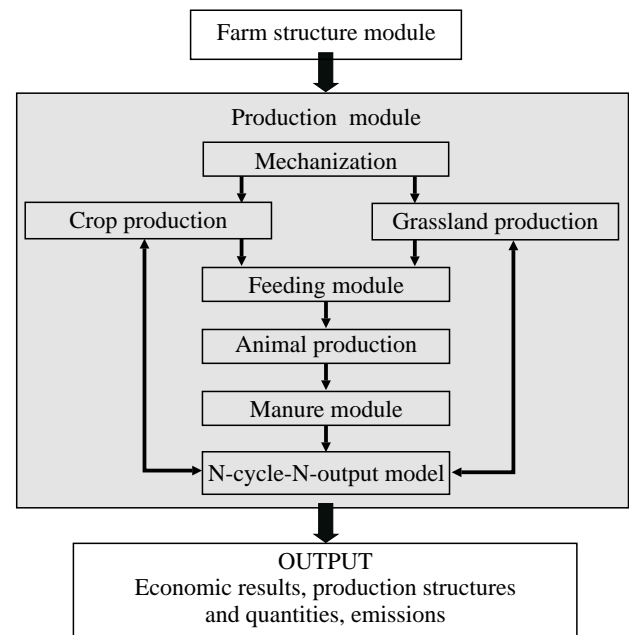 Farm structure module
Production module
Mechanization
Crop production
Grassland production
Feeding module
Animal production
Manure module
N-cycle-N-output model
OUTPUT
Economic results, production structures
and quantities, emissions